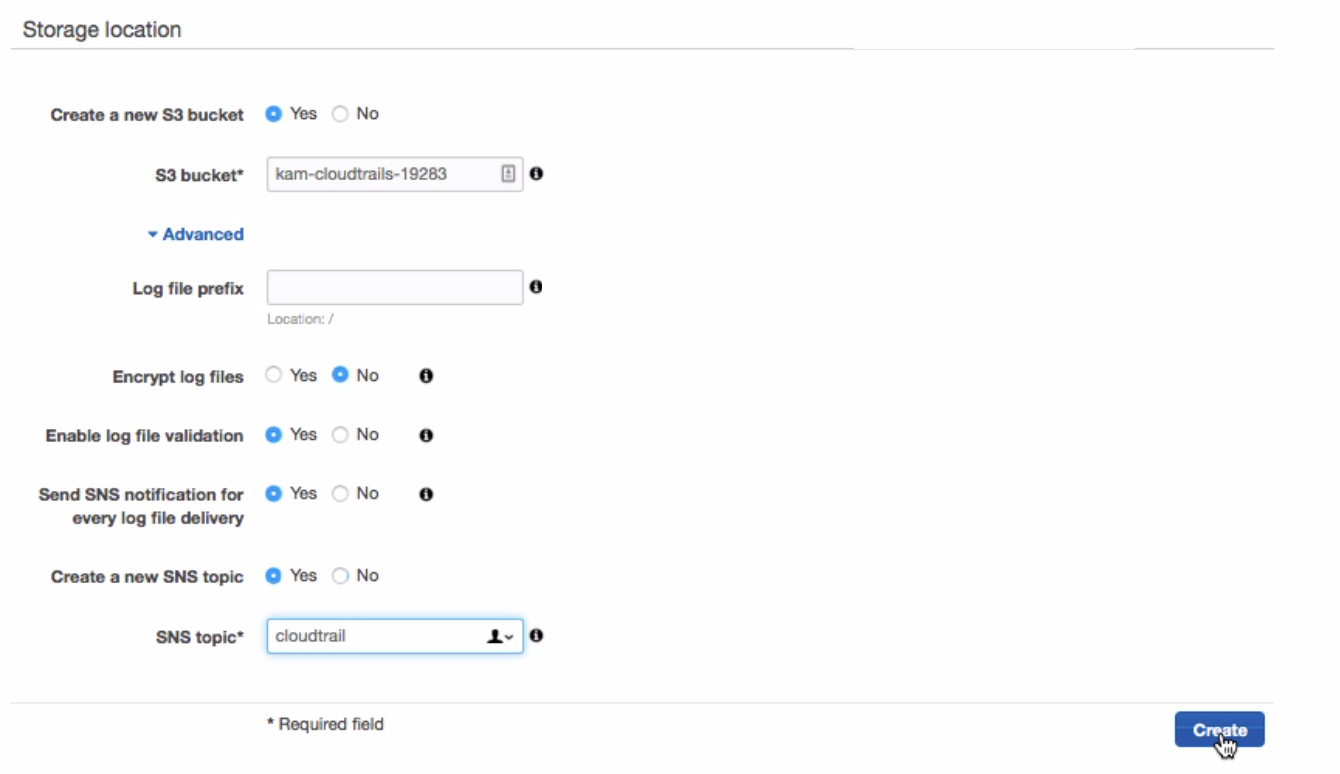 Storage location
Create a new S3 bucket Yes No
S3 bucket* kam-cloudtrails-19283
Advanced
Log file prefix
Location: /
Encrypt log files Yes No
Enable log file validation Yes No
Send SNS notification for Yes No
every log file delivery
Create a new SNS topic Yes No
SNS topic* cloudtrail
* Required field
Create